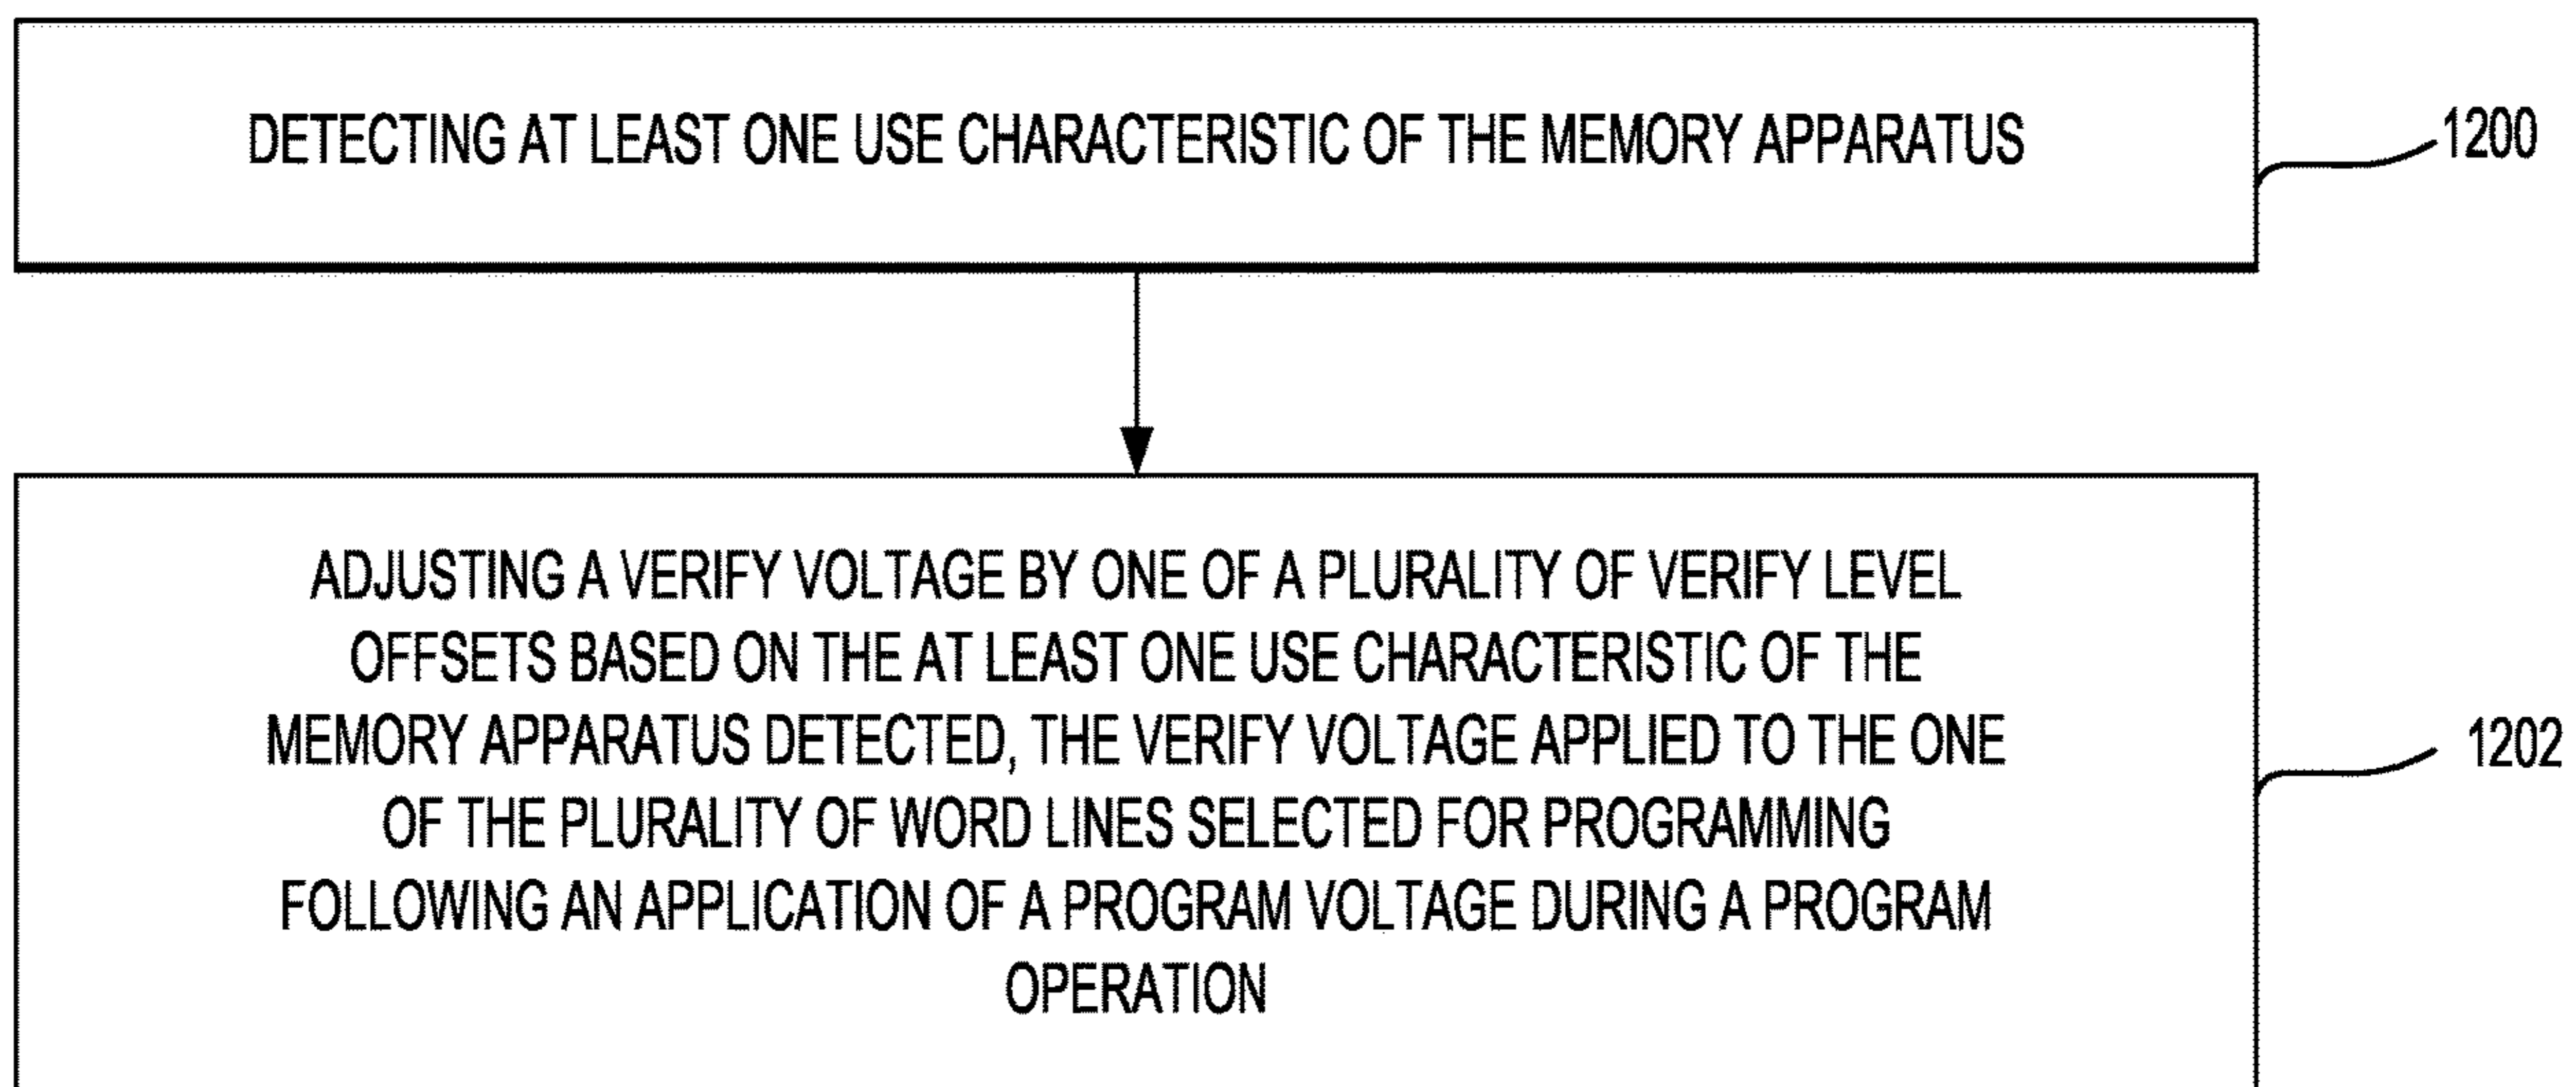 DETECTING AT LEAST ONE USE CHARACTERISTIC OF THE MEMORY APPARATUS
1200
ADJUSTING A VERIFY VOLTAGE BY ONE OF A PLURALITY OF VERIFY LEVEL
OFFSETS BASED ON THE AT LEAST ONE USE CHARACTERISTIC OF THE
MEMORY APPARATUS DETECTED, THE VERIFY VOLTAGE APPLIED TO THE ONE
OF THE PLURALITY OF WORD LINES SELECTED FOR PROGRAMMING
FOLLOWING AN APPLICATION OF A PROGRAM VOLTAGE DURING A PROGRAM
OPERATION
1202